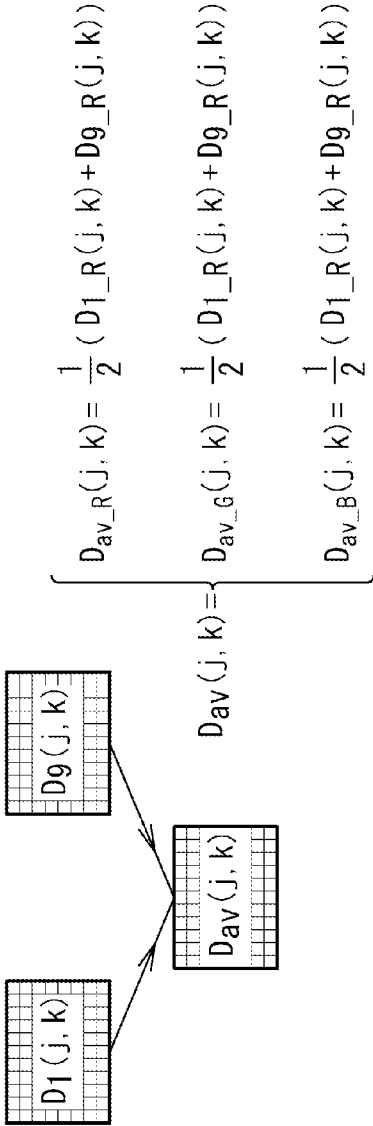 D1(j,k)
D9(j,k)
Dav(j,k)
Dav(j,k)=
Dav_R(j,k)= 1/2 (D1_R(j,k)+D9_R(j,k))
Dav_G(j,k)= 1/2 (D1_R(j,k)+D9_R(j,k))
Dav_B(j,k)= 1/2 (D1_R(j,k)+D9_R(j,k))